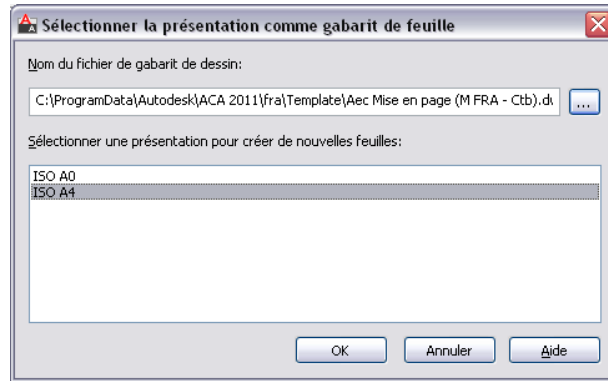 Sélectionner la présentation comme gabarit de feuille
Nom du fichier de gabarit de dessin:
C:\ProgramData\Autodesk\ACA 2011\fra\Template\Aec Mise en page (M FRA - Ctb).d
...
Sélectionner une présentation pour créer de nouvelles feuilles:
ISO A0
ISO A4
OK Annuler Aide